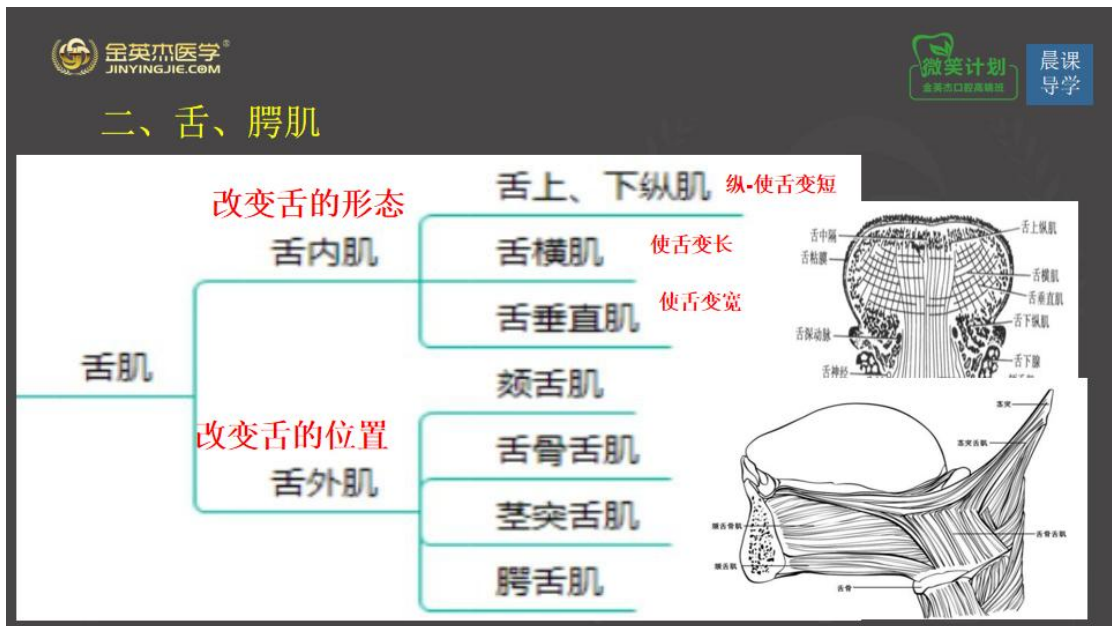 金英杰医学®
JINYINGJIE.COM
微笑计划
金英杰口腔高端班
晨课
导学
二、舌、腭肌
舌肌
改变舌的形态
舌内肌
舌上、下纵肌
纵-使舌变短
舌横肌
使舌变长
舌垂直肌
使舌变宽
改变舌的位置
舌外肌
颏舌肌
舌骨舌肌
茎突舌肌
腭舌肌
舌中隔
舌粘膜
舌深动脉
舌神经
舌上纵肌
舌横肌
舌垂直肌
舌下纵肌
舌下腺
茎突
茎突舌肌
颏舌骨肌
颏舌肌
舌骨舌肌
舌骨